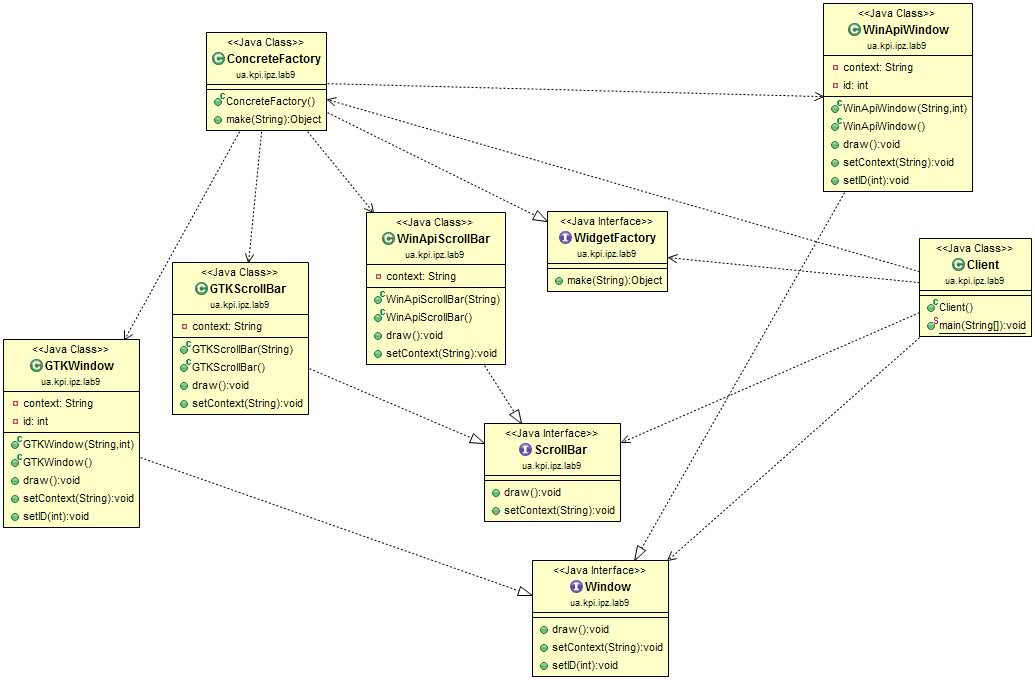 <<Java Class>>
WinApiWindow
ua.kpi.ipz.lab9
context: String
id: int
WinApiWindow(String,int)
WinApiWindow()
draw():void
setContext(String):void
setID(int):void
<<Java Class>>
ConcreteFactory
ua.kpi.ipz.lab9
ConcreteFactory()
make(String):Object
<<Java Class>>
WinApiScrollBar
ua.kpi.ipz.lab9
context: String
WinApiScrollBar(String)
WinApiScrollBar()
draw():void
setContext(String):void
<<Java Interface>>
WidgetFactory
ua.kpi.ipz.lab9
make(String):Object
<<Java Class>>
Client
ua.kpi.ipz.lab9
Client()
main(String[]):void
<<Java Class>>
GTKScrollBar
ua.kpi.ipz.lab9
context: String
GTKScrollBar(String)
GTKScrollBar()
draw():void
setContext(String):void
<<Java Class>>
GTKWindow
ua.kpi.ipz.lab9
context: String
id: int
GTKWindow(String,int)
GTKWindow()
draw():void
setContext(String):void
setID(int):void
<<Java Interface>>
ScrollBar
ua.kpi.ipz.lab9
draw():void
setContext(String):void
<<Java Interface>>
Window
ua.kpi.ipz.lab9
draw():void
setContext(String):void
setID(int):void